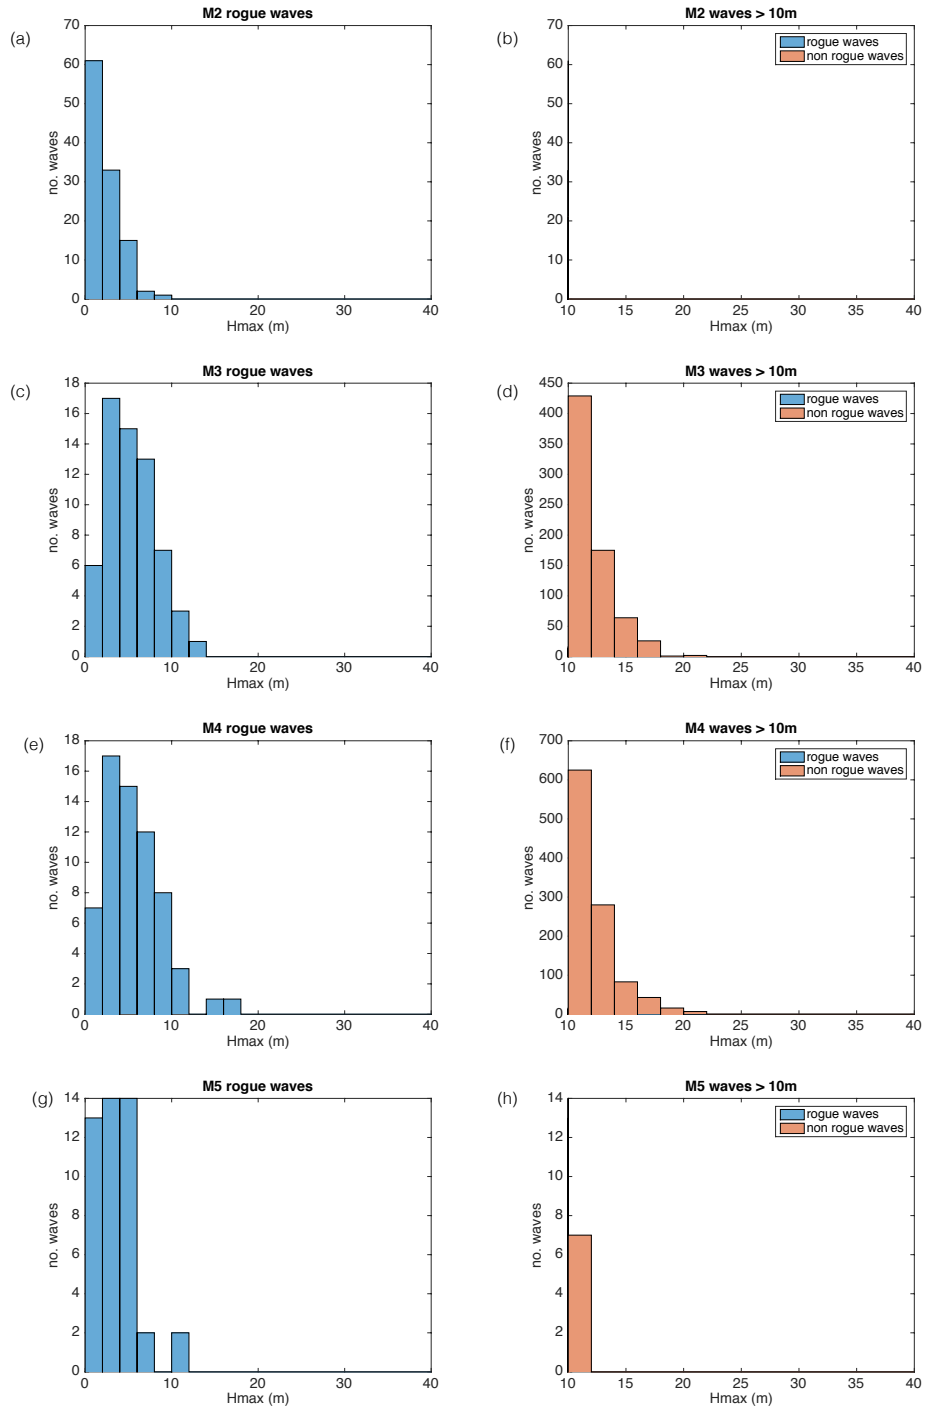 M2 rogue waves
(a)
70
60
50
40
30
20
10
0
no. waves
0 10 20 30 40
Hmax (m)
M2 waves > 10m
(b)
rogue waves
non rogue waves
70
60
50
40
30
20
10
0
no. waves
10 15 20 25 30 35 40
Hmax (m)
M3 rogue waves
(c)
18
16
14
12
10
8
6
4
2
0
no. waves
0 10 20 30 40
Hmax (m)
M3 waves > 10m
(d)
rogue waves
non rogue waves
450
400
350
300
250
200
150
100
50
0
no. waves
10 15 20 25 30 35 40
Hmax (m)
M4 rogue waves
(e)
18
16
14
12
10
8
6
4
2
0
no. waves
0 10 20 30 40
Hmax (m)
M4 waves > 10m
(f)
rogue waves
non rogue waves
700
600
500
400
300
200
100
0
no. waves
10 15 20 25 30 35 40
Hmax (m)
M5 rogue waves
(g)
14
12
10
8
6
4
2
0
no. waves
0 10 20 30 40
Hmax (m)
M5 waves > 10m
(h)
rogue waves
non rogue waves
14
12
10
8
6
4
2
0
no. waves
10 15 20 25 30 35 40
Hmax (m)